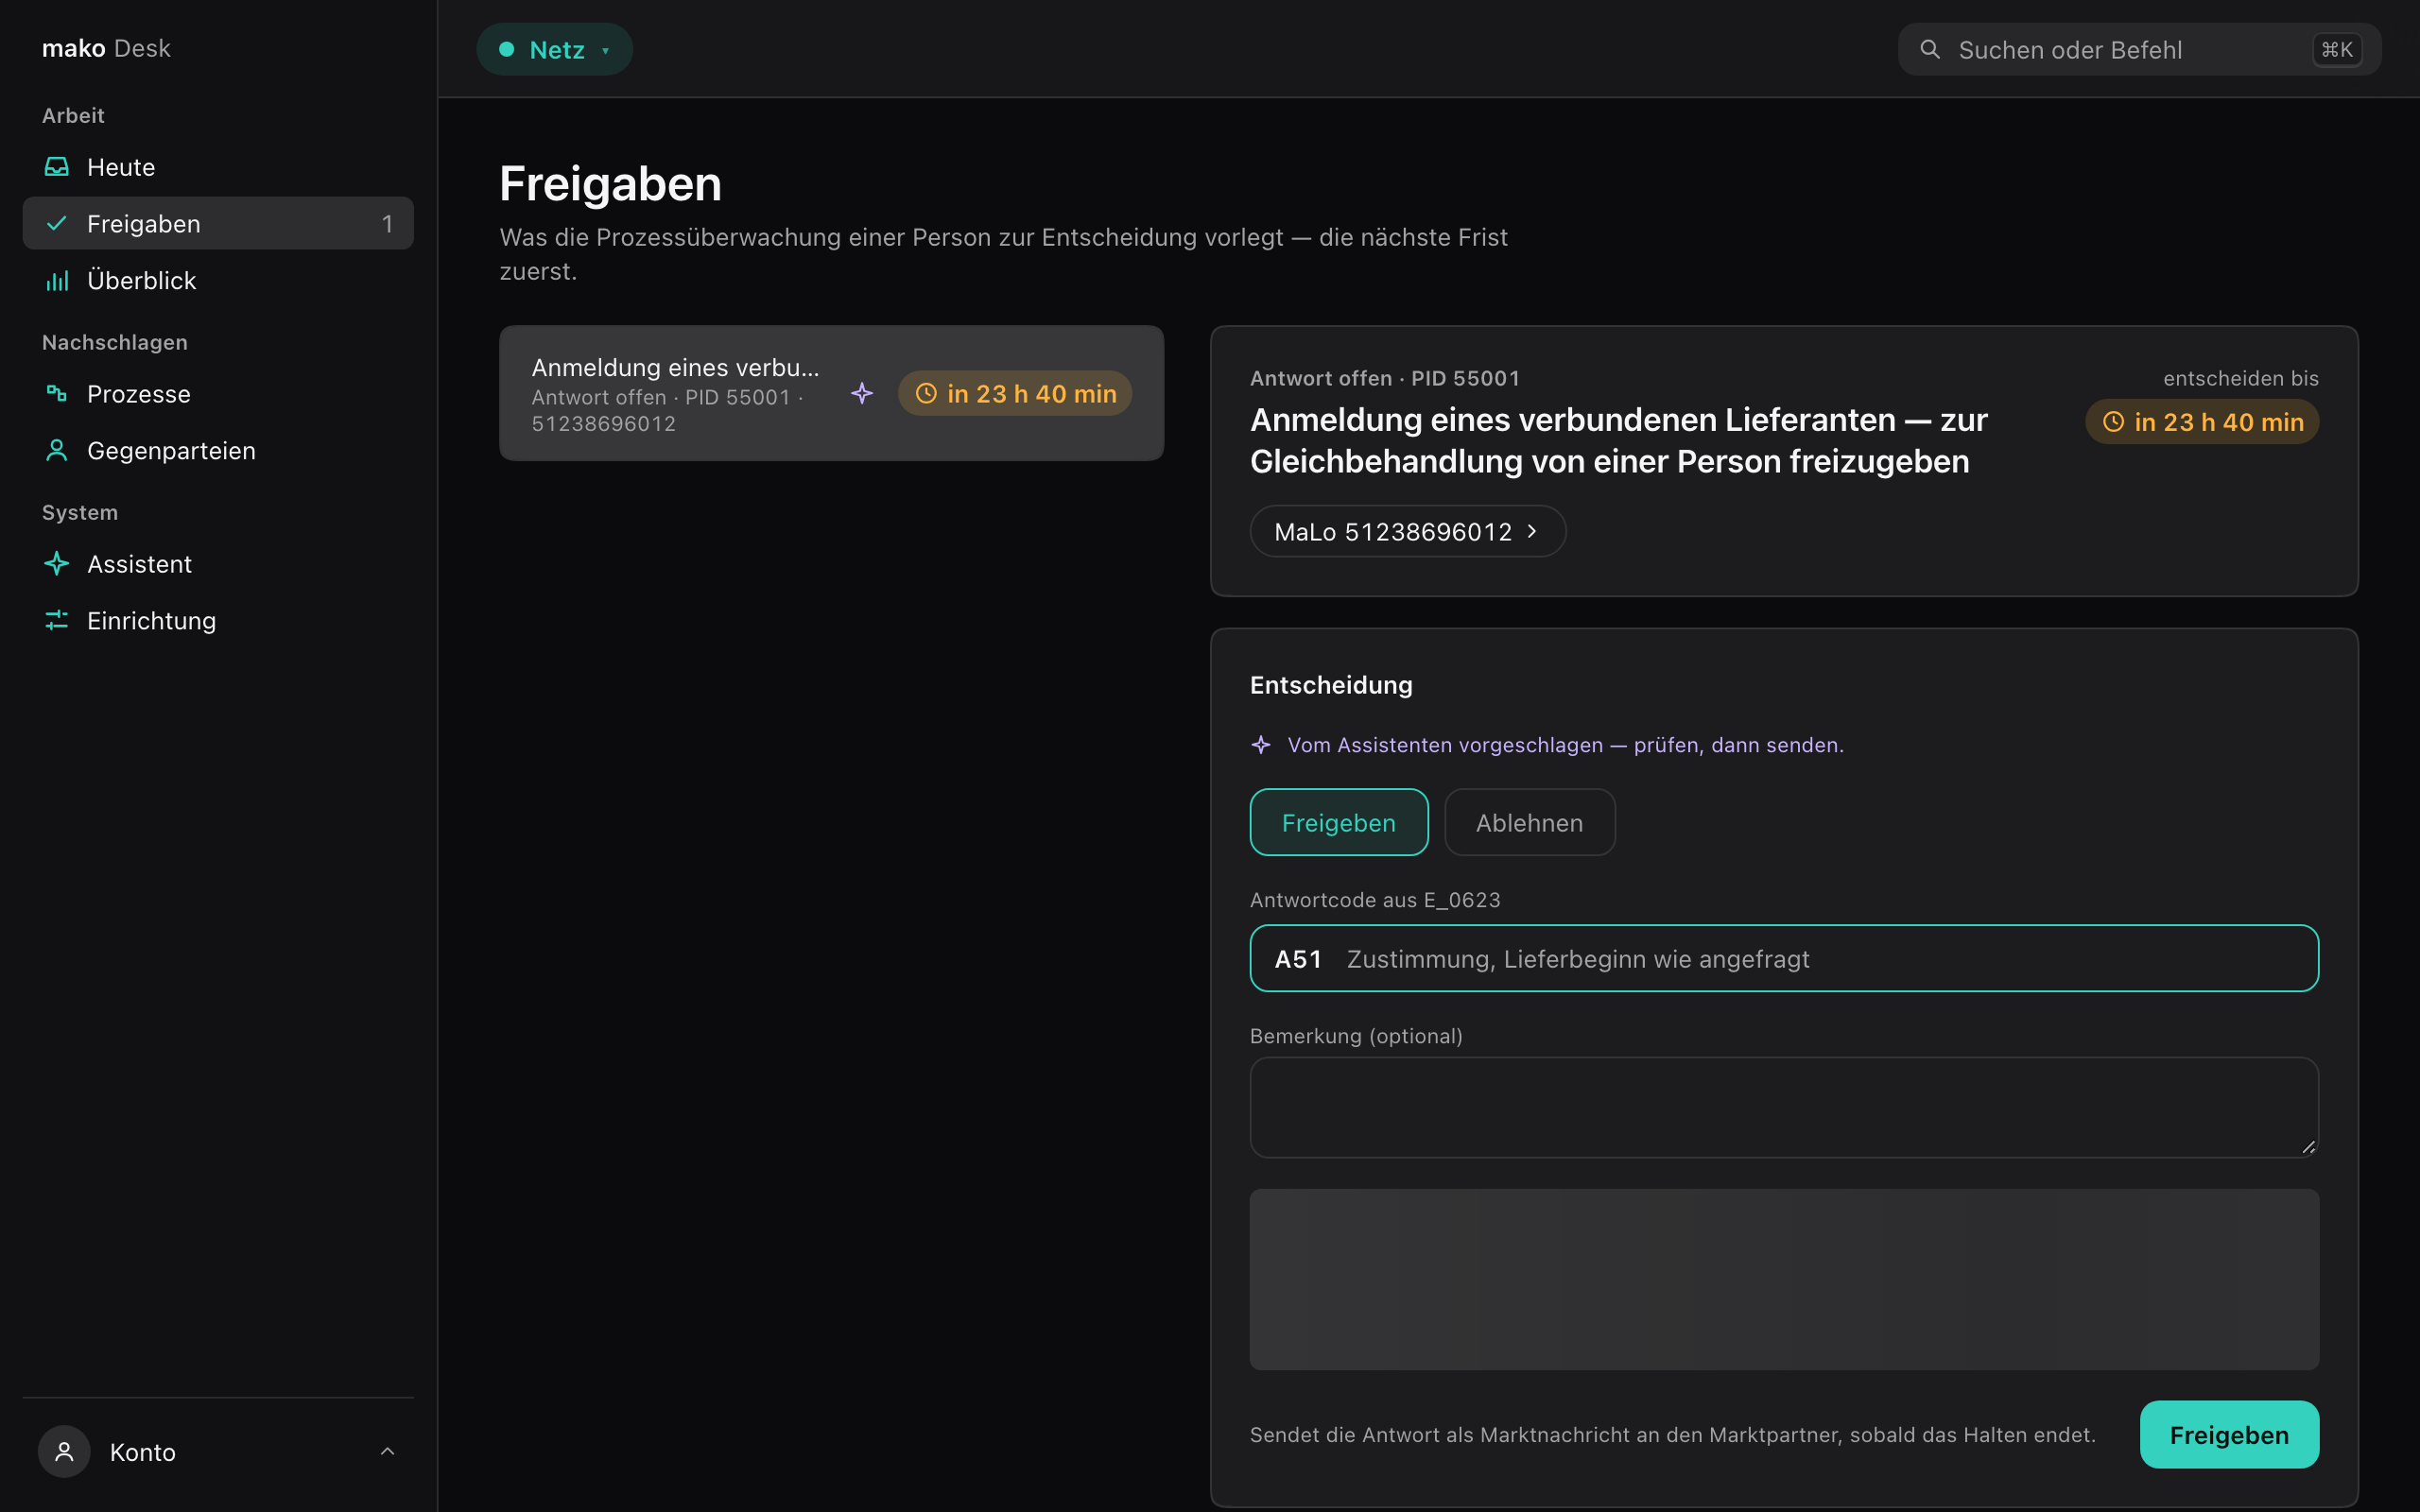 mako Desk
Arbeit
Heute
Freigaben 1
Überblick
Nachschlagen
Prozesse
Gegenparteien
System
Assistent
Einrichtung
Konto
Netz
Suchen oder Befehl ⌘K
Freigaben
Was die Prozessüberwachung einer Person zur Entscheidung vorlegt — die nächste Frist
zuerst.
Anmeldung eines verbu...
Antwort offen · PID 55001 ·
51238696012
in 23 h 40 min
Antwort offen · PID 55001
entscheiden bis
Anmeldung eines verbundenen Lieferanten — zur
Gleichbehandlung von einer Person freizugeben
in 23 h 40 min
MaLo 51238696012
Entscheidung
Vom Assistenten vorgeschlagen — prüfen, dann senden.
Freigeben Ablehnen
Antwortcode aus E_0623
A51 Zustimmung, Lieferbeginn wie angefragt
Bemerkung (optional)
Sendet die Antwort als Marktnachricht an den Marktpartner, sobald das Halten endet.
Freigeben